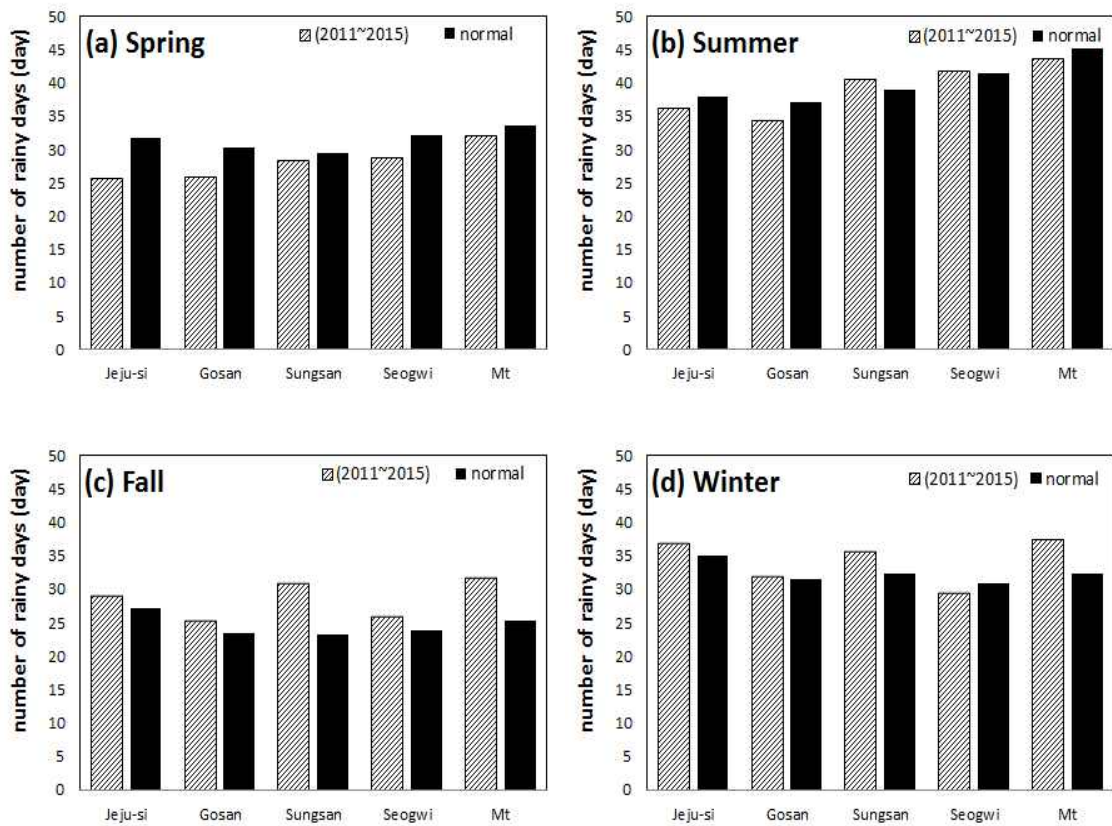 (a) Spring
(2011~2015) normal
number of rainy days (day)
50
45
40
35
30
25
20
15
10
5
0
Jeju-si Gosan Sungsan Seogwi Mt
(b) Summer
(2011~2015) normal
number of rainy days (day)
50
45
40
35
30
25
20
15
10
5
0
Jeju-si Gosan Sungsan Seogwi Mt
(c) Fall
(2011~2015) normal
number of rainy days (day)
50
45
40
35
30
25
20
15
10
5
0
Jeju-si Gosan Sungsan Seogwi Mt
(d) Winter
(2011~2015) normal
number of rainy days (day)
50
45
40
35
30
25
20
15
10
5
0
Jeju-si Gosan Sungsan Seogwi Mt